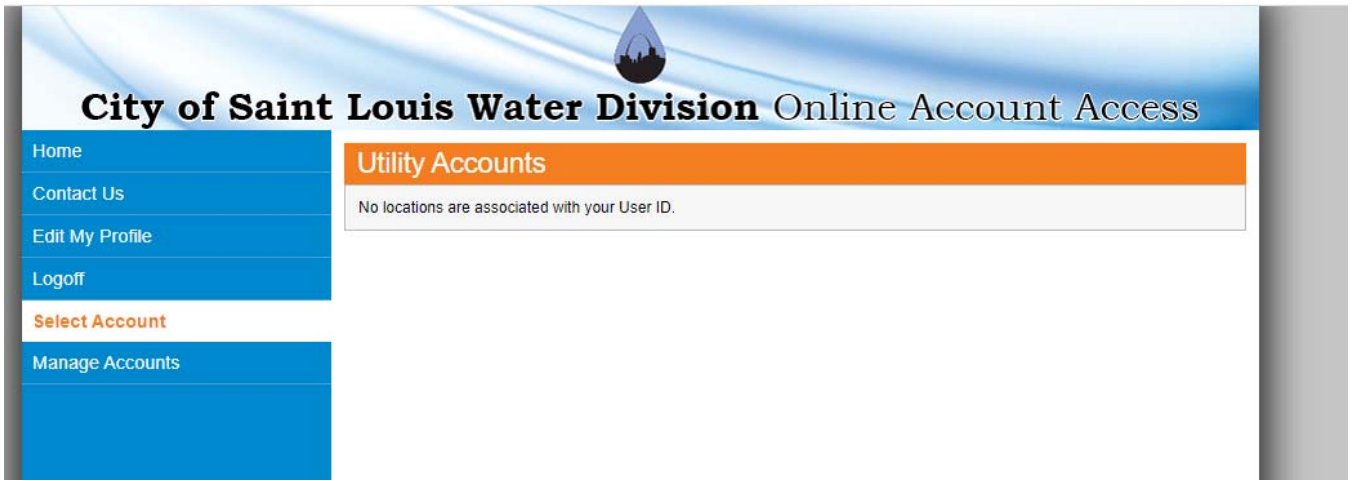 City of Saint Louis Water Division Online Account Access
Home
Contact Us
Edit My Profile
Logoff
Select Account
Manage Accounts
Utility Accounts
No locations are associated with your User ID.